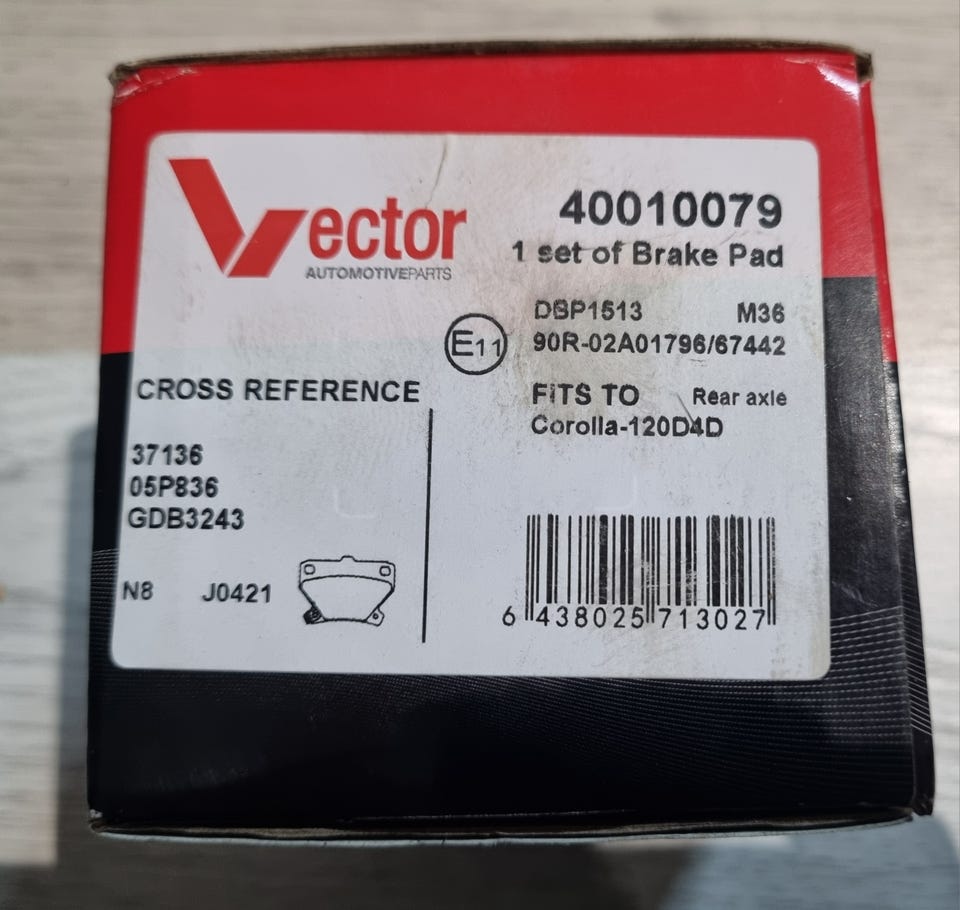 Vector
AUTOMOTIVEPARTS
40010079
1 set of Brake Pad
DBP1513 M36
E11
90R-02A01796/67442
CROSS REFERENCE
37136
05P836
GDB3243
N8 J0421
FITS TO Rear axle
Corolla-120D4D
6 438025 713027